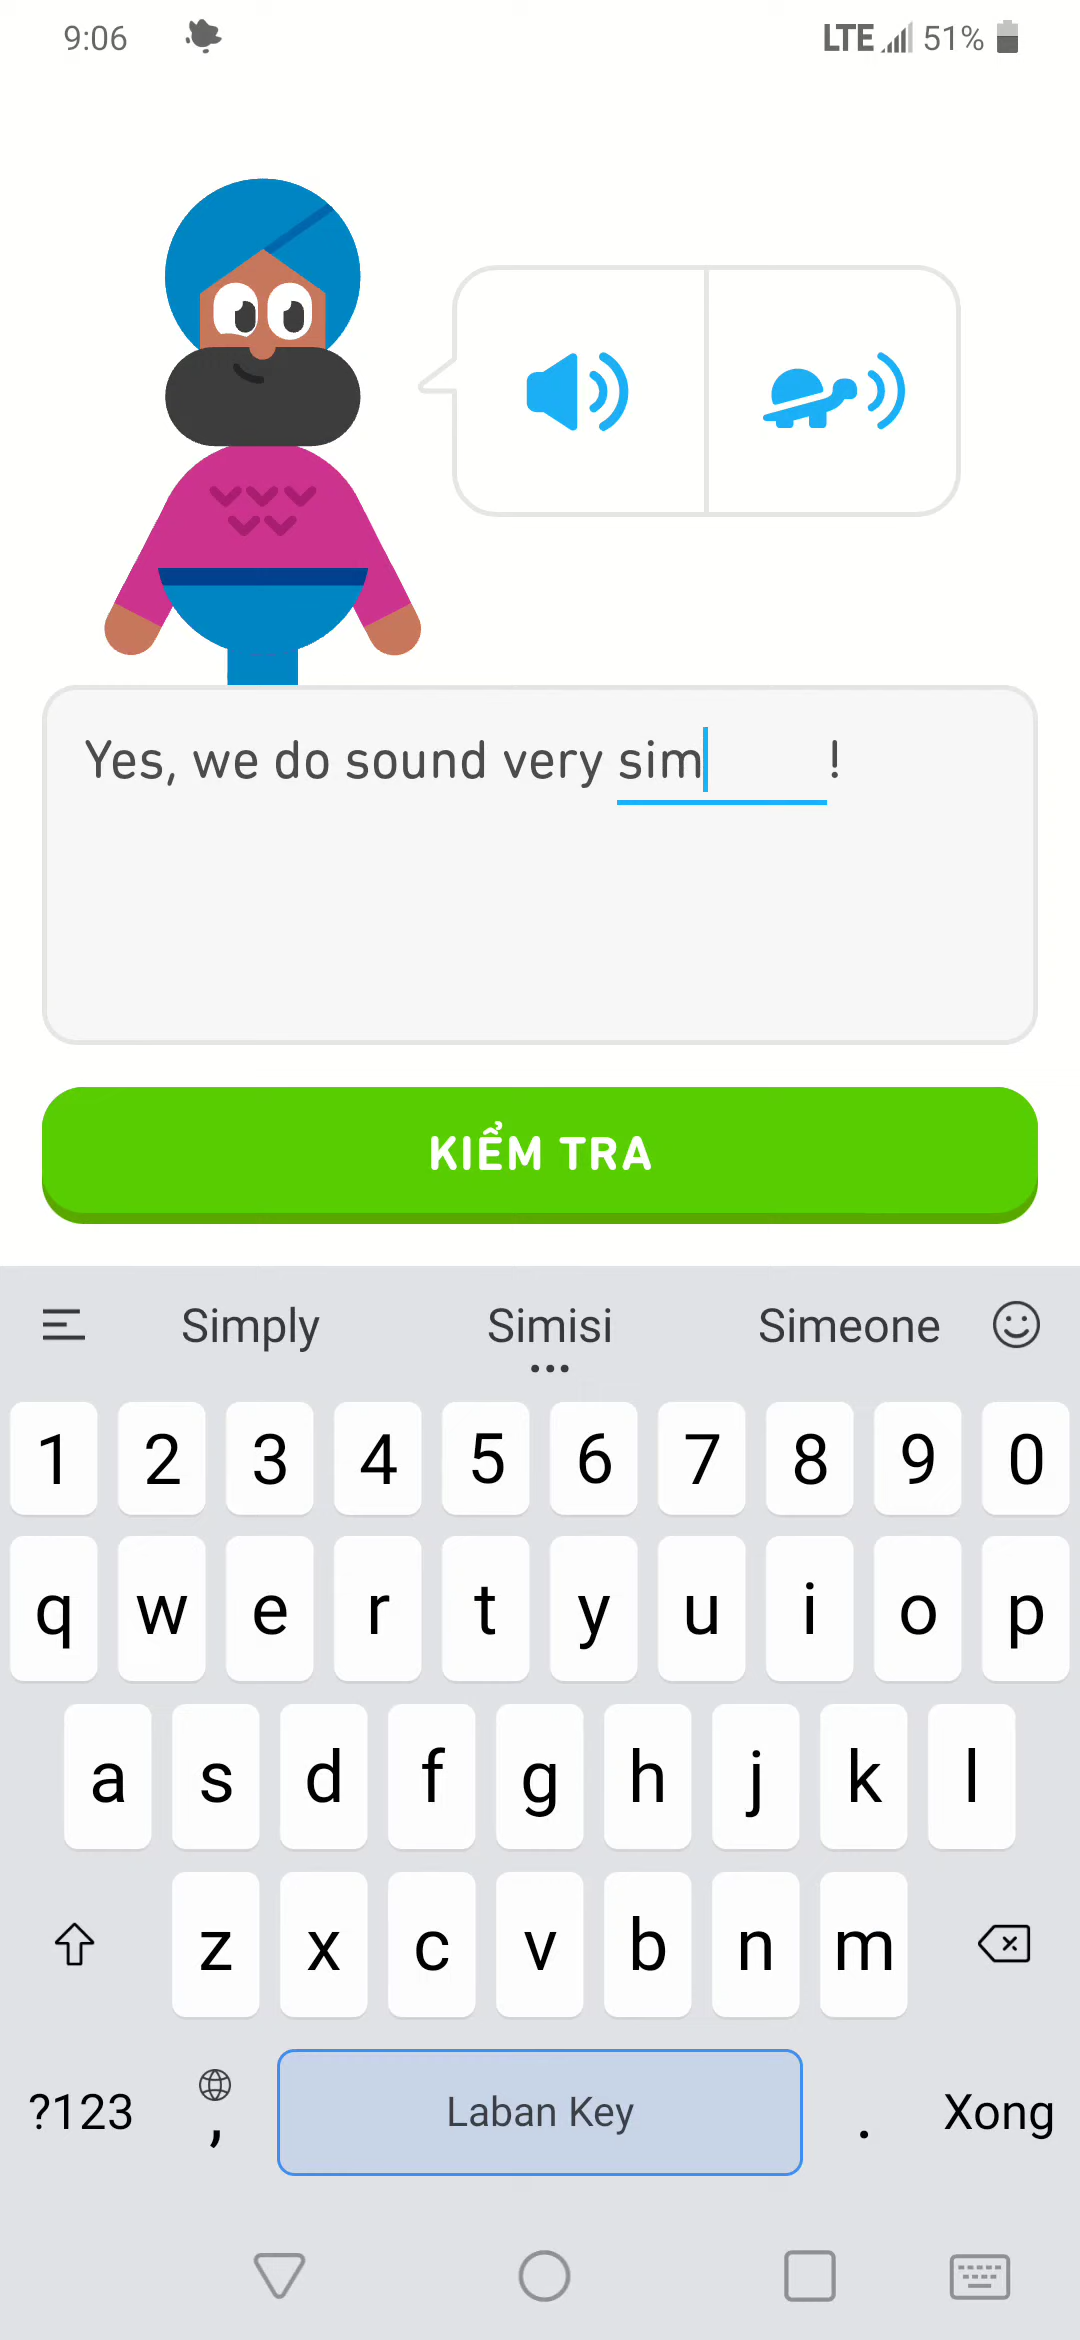 9:06 LTE 51%
Yes, we do sound very sim !
KIỂM TRA
Simply Simisi Simeone
1 2 3 4 5 6 7 8 9 0
q w e r t y u i o p
a s d f g h j k l
z x c v b n m
?123 , Laban Key . Xong